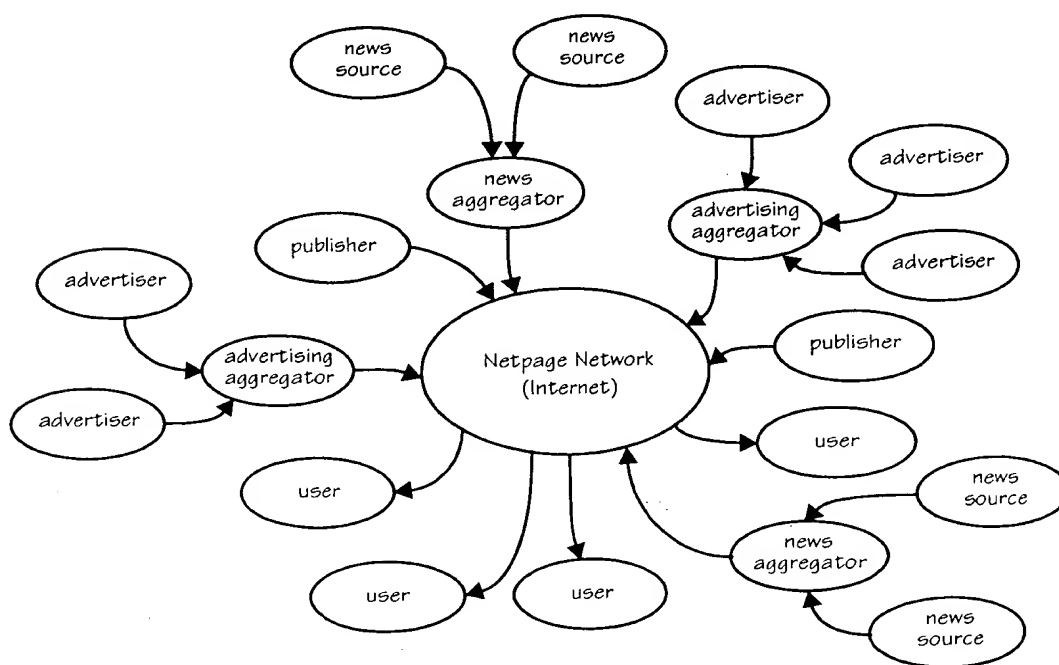 news
source
news
source
advertiser
advertiser
news
aggregator
advertising
aggregator
publisher
advertiser
advertiser
Netpage Network
(Internet)
publisher
advertising
aggregator
advertiser
user
user
news
source
news
aggregator
user
user
news
source